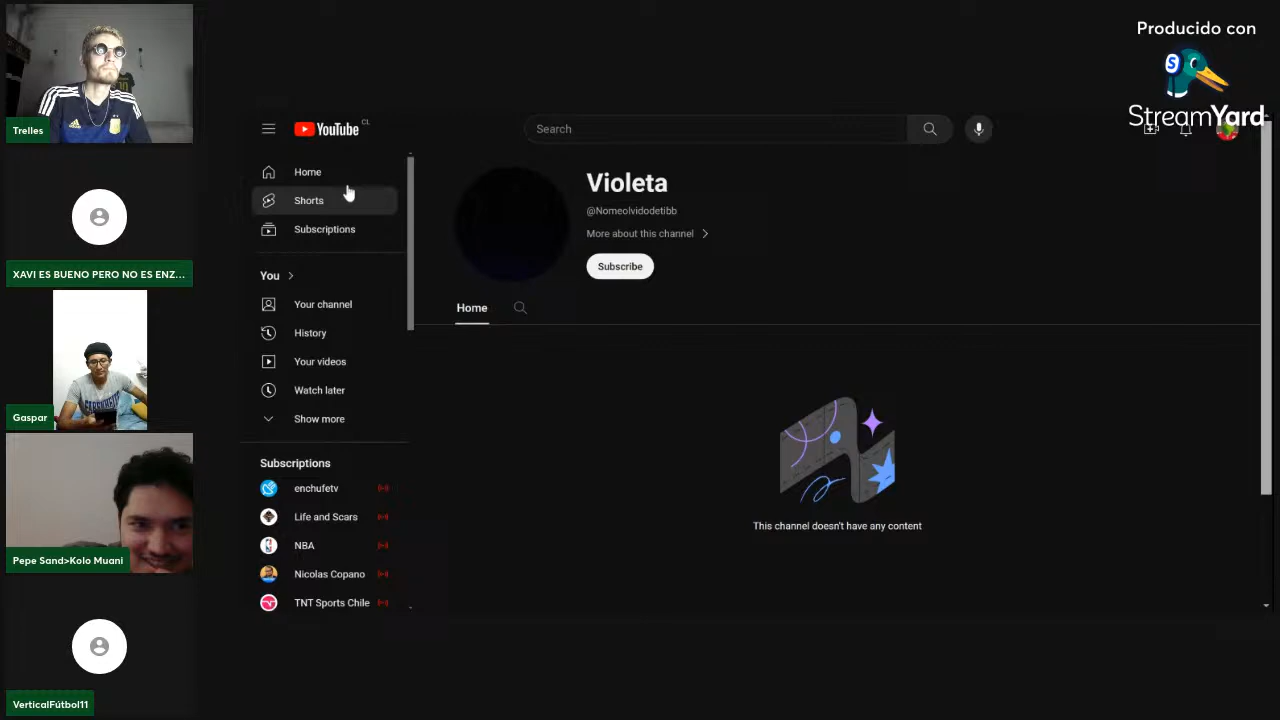 Producido con
StreamYard
Trelles
XAVI ES BUENO PERO NO ES ENZ...
Gaspar
Pepe Sand>Kolo Muani
VerticalFútbol11
YouTube CL
Search
Home
Shorts
Subscriptions
You
Your channel
History
Your videos
Watch later
Show more
Subscriptions
enchufetv
Life and Scars
NBA
Nicolas Copano
TNT Sports Chile
Violeta
@Nomeolvidodetibb
More about this channel
Subscribe
Home
This channel doesn't have any content